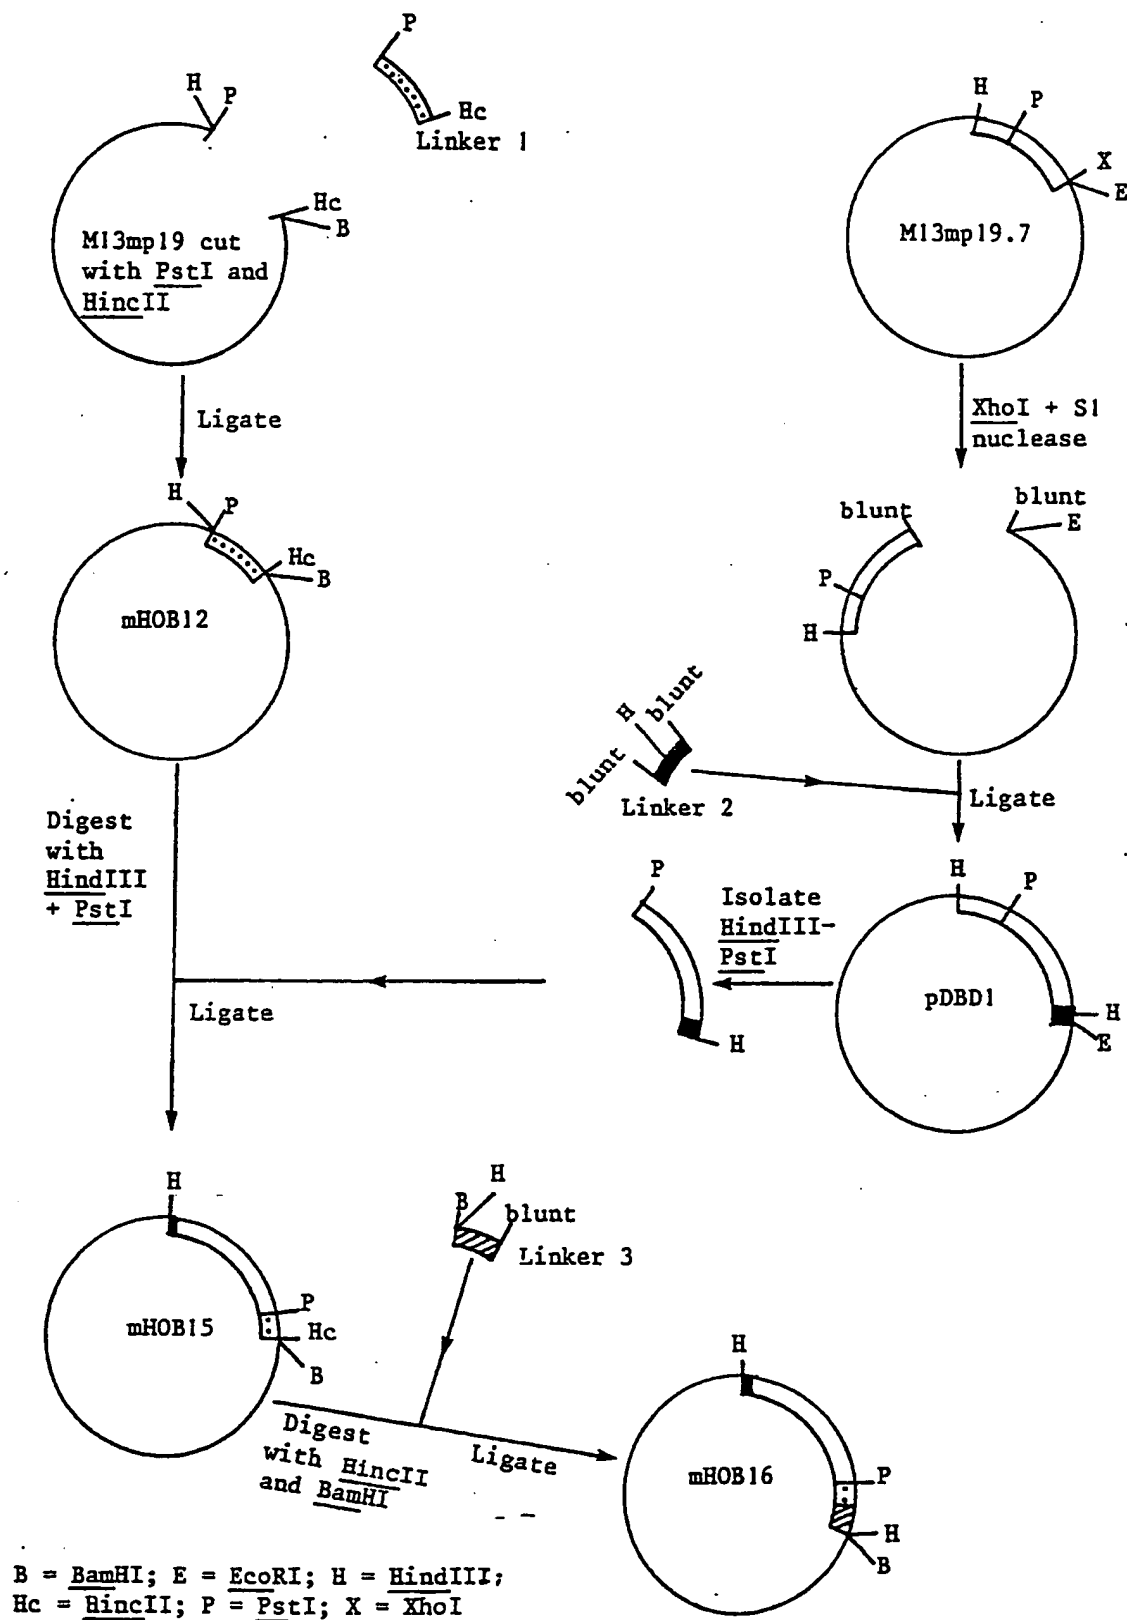 P
H
P
Hc
Linker 1
Hc
B
M13mp19 cut
with PstI and
HincII
H
P
X
E
M13mp19.7
Ligate
XhoI + S1
nuclease
H
P
Hc
B
mHOB12
blunt
blunt
E
P
H
H
blunt
blunt
Linker 2
Ligate
Digest
with
HindIII
+ PstI
P
Isolate
HindIII-
PstI
H
H
P
pDBD1
H
E
Ligate
H
B
H
blunt
Linker 3
mHOB15
P
Hc
B
Digest
with HincII
and BamHI
Ligate
H
mHOB16
P
H
B
B = BamHI; E = EcoRI; H = HindIII;
Hc = HincII; P = PstI; X = XhoI